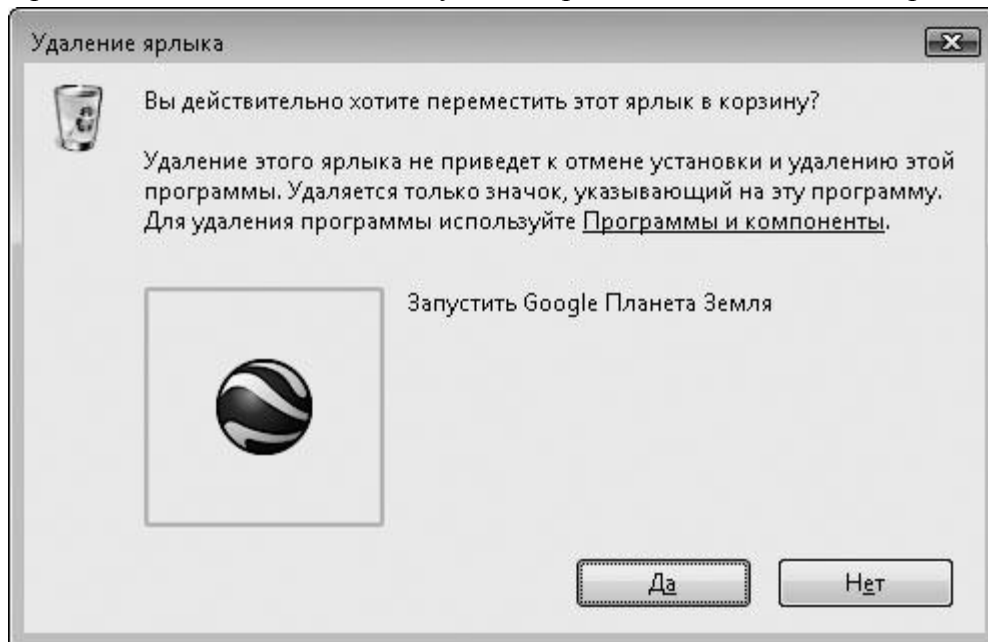 Удаление ярлыка
Вы действительно хотите переместить этот ярлык в корзину?
Удаление этого ярлыка не приведет к отмене установки и удалению этой
программы. Удаляется только значок, указывающий на эту программу.
Для удаления программы используйте Программы и компоненты.
Запустить Google Планета Земля
Да
Нет